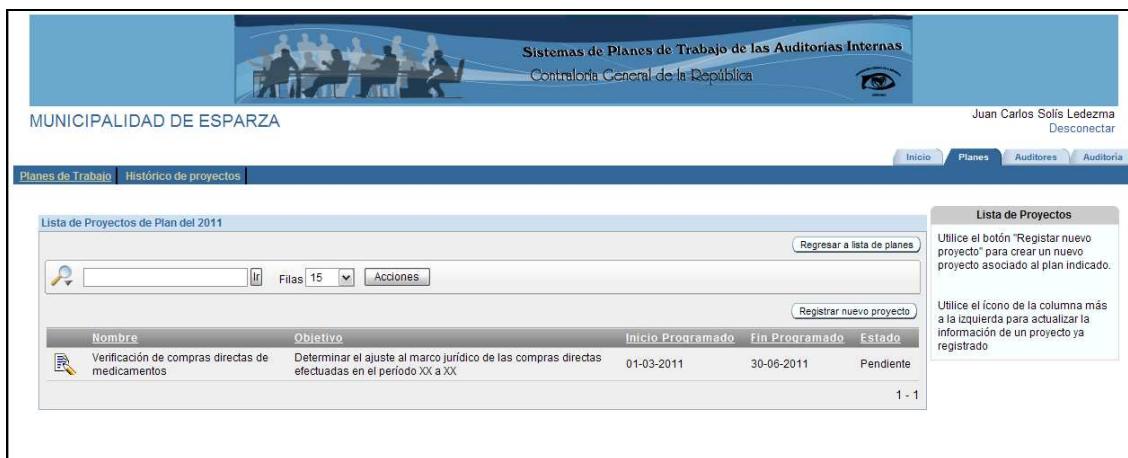 Sistemas de Planes de Trabajo de las Auditorías Internas
Contraloría General de la República
MUNICIPALIDAD DE ESPARZA
Juan Carlos Solís Ledezma
Desconectar
Inicio Planes Auditores Auditoria
Planes de Trabajo Histórico de proyectos
Lista de Proyectos de Plan del 2011
Regresar a lista de planes
Ir Filas 15 Acciones
Registrar nuevo proyecto
Nombre Objetivo Inicio Programado Fin Programado Estado
Verificación de compras directas de medicamentos
Determinar el ajuste al marco jurídico de las compras directas
efectuadas en el período XX a XX
01-03-2011 30-06-2011 Pendiente
1 - 1
Lista de Proyectos
Utilice el botón "Registar nuevo
proyecto" para crear un nuevo
proyecto asociado al plan indicado.
Utilice el ícono de la columna más
a la izquierda para actualizar la
información de un proyecto ya
registrado